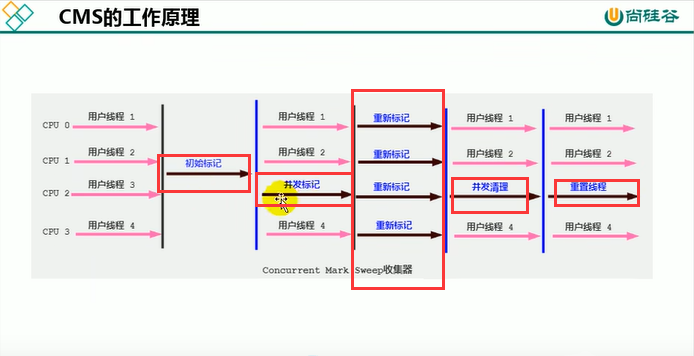 CMS的工作原理
尚硅谷
用户线程 1 用户线程 1 重新标记 用户线程 1 用户线程 1
CPU 0
用户线程 2 初始标记 用户线程 2 重新标记 用户线程 2 用户线程 2
CPU 1
用户线程 3 并发标记 重新标记 并发清理 重置线程
CPU 2
用户线程 4 用户线程 4 重新标记 用户线程 4 用户线程 4
CPU 3
Concurrent Mark Sweep收集器